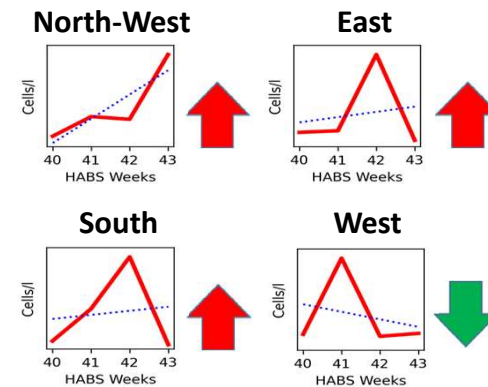 North-West
Cells/l
40 41 42 43
HABS Weeks
East
Cells/l
40 41 42 43
HABS Weeks
South
Cells/l
40 41 42 43
HABS Weeks
West
Cells/l
40 41 42 43
HABS Weeks